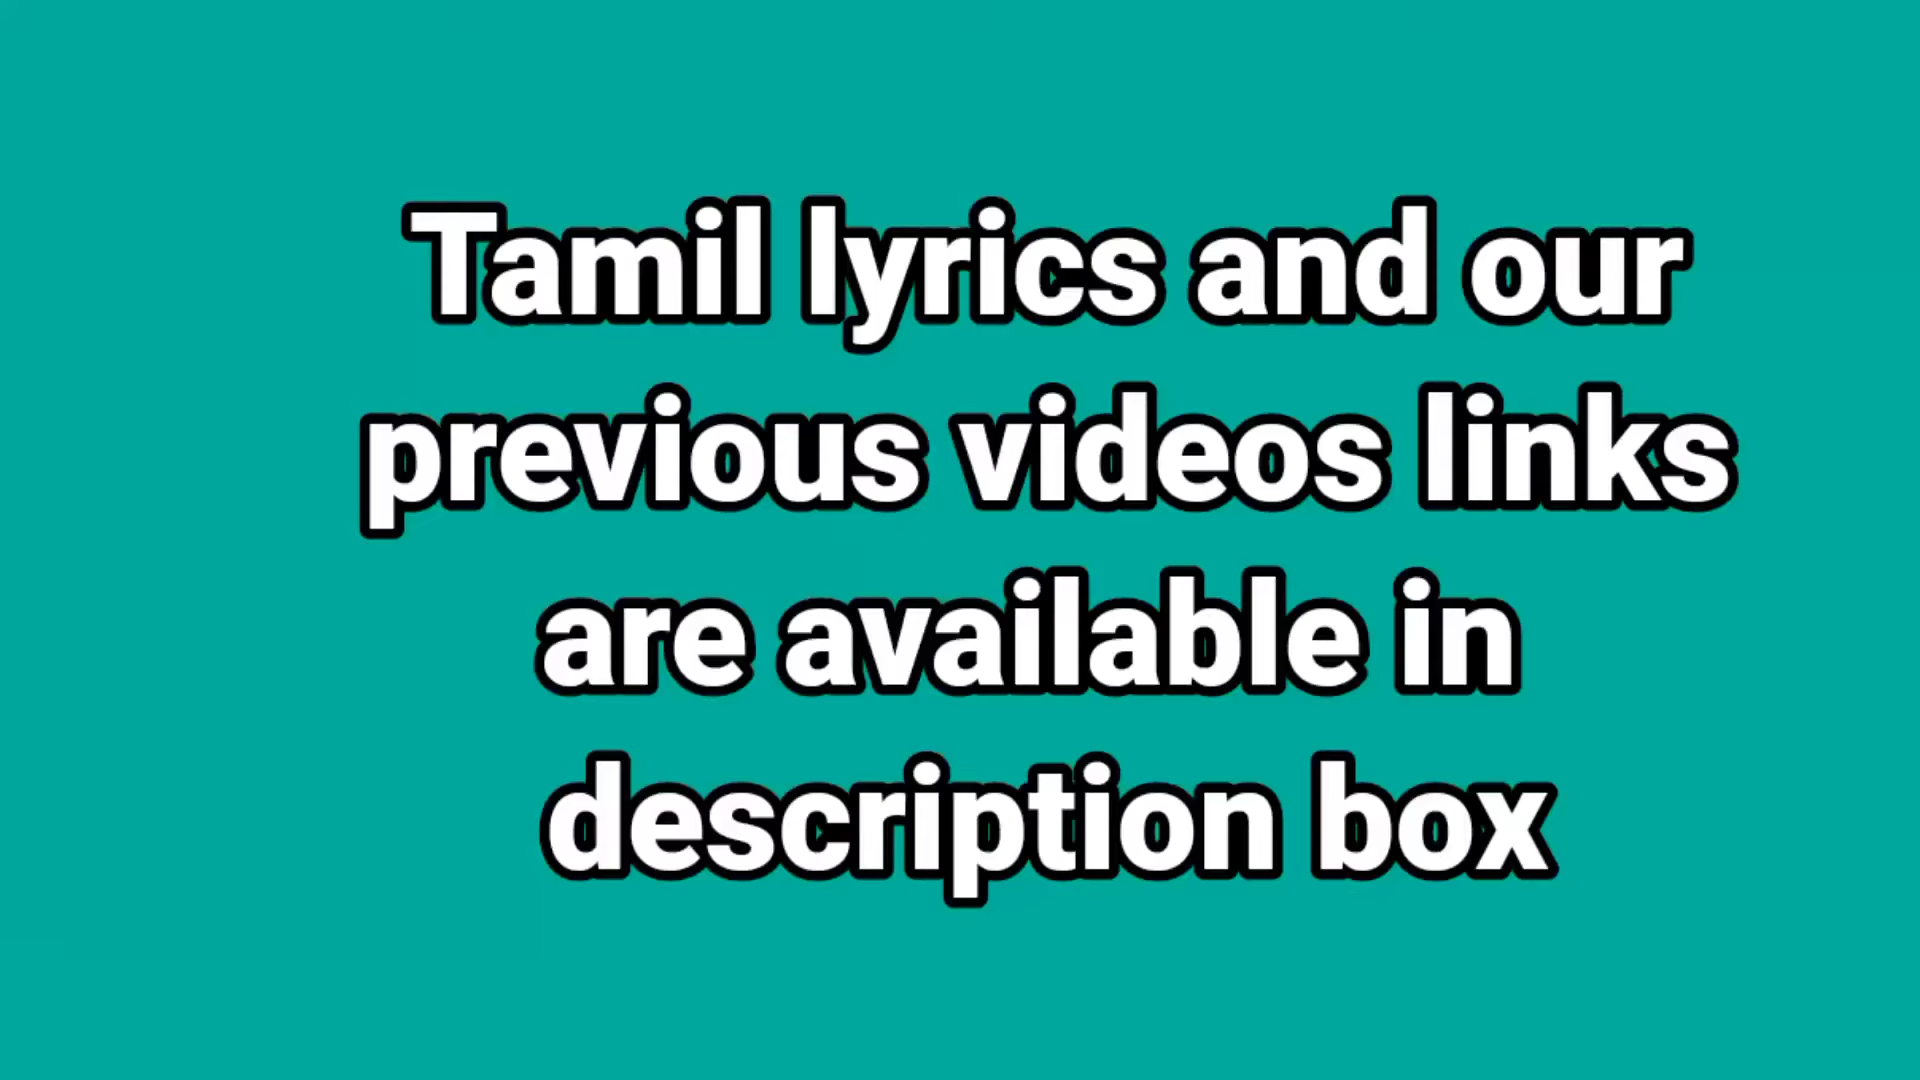 Tamil lyrics and our
previous videos links
are available in
description box